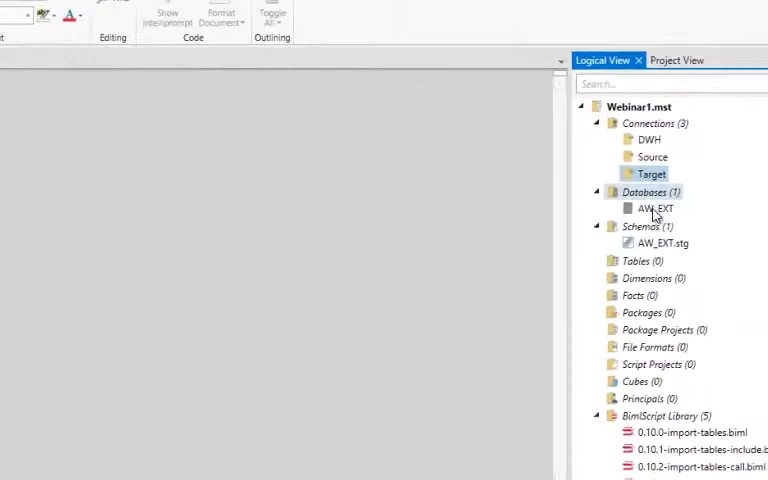 Show
Intelliprompt
Format
Document
Toggle
All
Editing
Code
Outlining
Logical View
Project View
Search...
Webinar1.mst
Connections (3)
DWH
Source
Target
Databases (1)
AW_EXT
Schemas (1)
AW_EXT.stg
Tables (0)
Dimensions (0)
Facts (0)
Packages (0)
Package Projects (0)
File Formats (0)
Script Projects (0)
Cubes (0)
Principals (0)
BimlScript Library (5)
0.10.0-import-tables.biml
0.10.1-import-tables-include.b
0.10.2-import-tables-call.biml